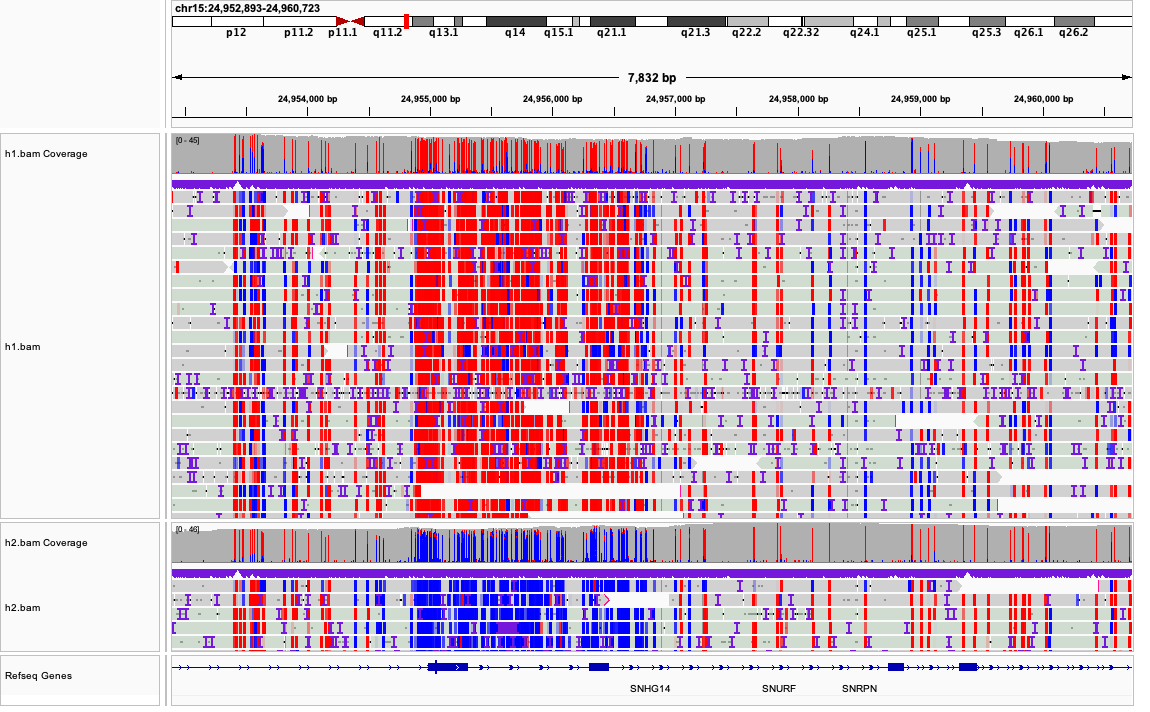 chr15:24,952,893-24,960,723
p12 p11.2 p11.1 q11.2 q13.1 q14 q15.1 q21.1 q21.3 q22.2 q22.32 q24.1 q25.1 q25.3 q26.1 q26.2
7,832 bp
24,954,000 bp 24,955,000 bp 24,956,000 bp 24,957,000 bp 24,958,000 bp 24,959,000 bp 24,960,000 bp
[0 - 45]
h1.bam Coverage
h1.bam
[0 - 46]
h2.bam Coverage
h2.bam
Refseq Genes
SNHG14 SNURF SNRPN